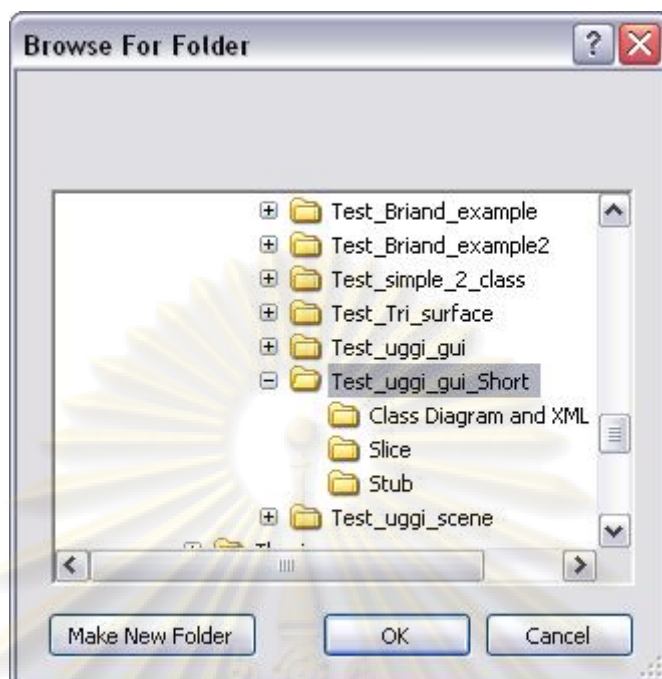 Browse For Folder
Test_Briand_example
Test_Briand_example2
Test_simple_2_class
Test_Tri_surface
Test_uggi_gui
Test_uggi_gui_Short
Class Diagram and XML
Slice
Stub
Test_uggi_scene
Make New Folder
OK
Cancel